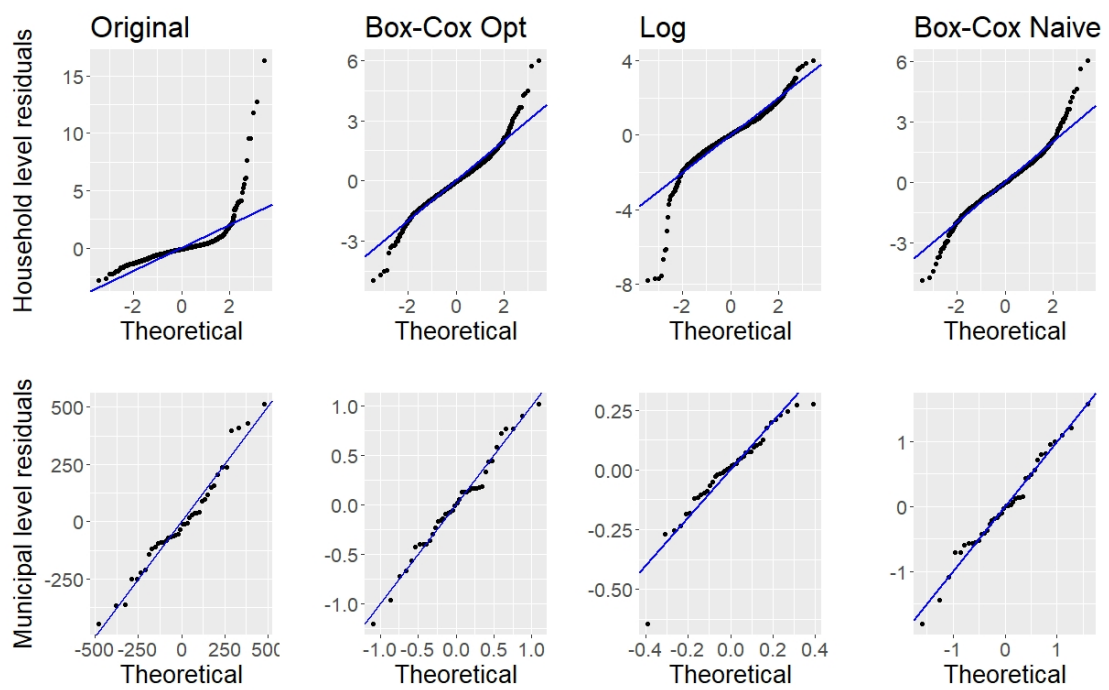 Original Box-Cox Opt Log Box-Cox Naive
Household level residuals
15
10
5
0
-2 0 2
Theoretical
6
3
0
-3
-2 0 2
Theoretical
4
0
-4
-8
-2 0 2
Theoretical
6
3
0
-3
-2 0 2
Theoretical
Municipal level residuals
500
250
0
-250
-500 -250 0 250 500
Theoretical
1.0
0.5
0.0
-0.5
-1.0
-1.0 -0.5 0.0 0.5 1.0
Theoretical
0.25
0.00
-0.25
-0.50
-0.4 -0.2 0.0 0.2 0.4
Theoretical
1
0
-1
-1 0 1
Theoretical